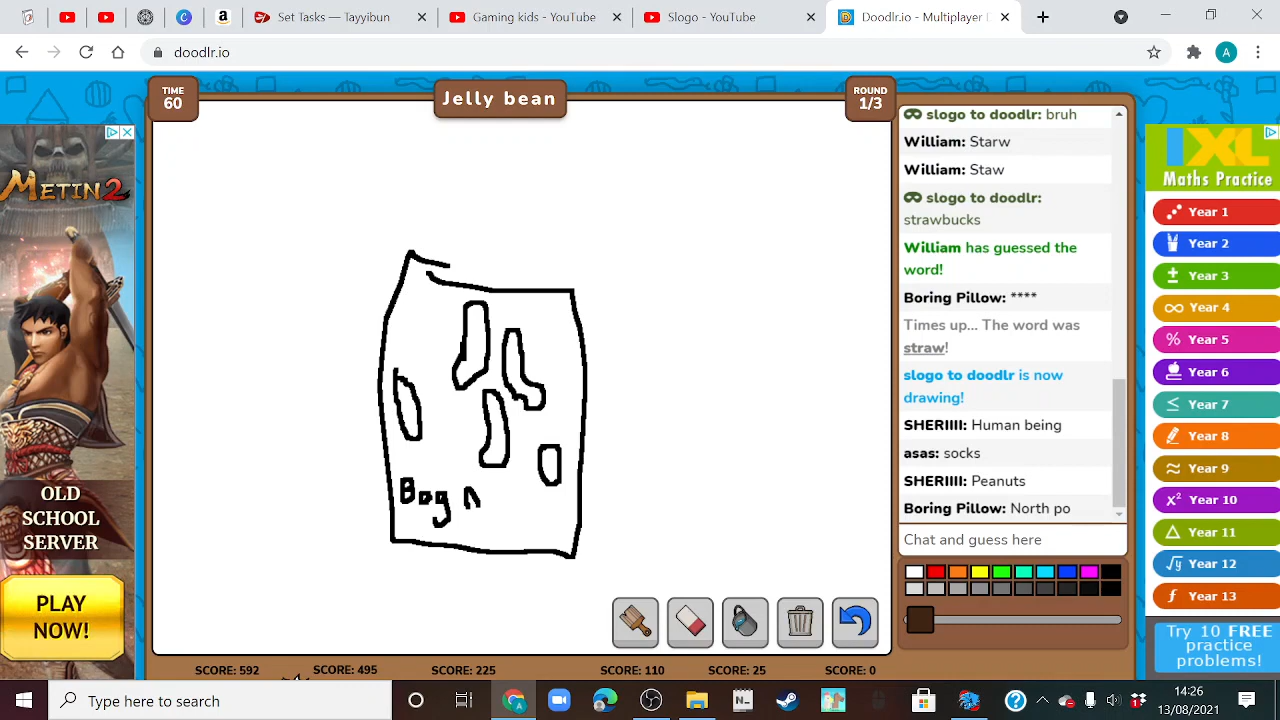 Set Tasks — Tayyibun
Gaming kid - YouTube
Slogo - YouTube
Doodlr.io - Multiplayer D
doodlr.io
A
TIME
60
Jelly bean
ROUND
1/3
METIN2
OLD
SCHOOL
SERVER
PLAY
NOW!
Bag n
slogo to doodlr: bruh
William: Starw
William: Staw
slogo to doodlr:
strawbucks
William has guessed the
word!
Boring Pillow: ****
Times up... The word was
straw!
slogo to doodlr is now
drawing!
SHERIIII: Human being
asas: socks
SHERIIII: Peanuts
Boring Pillow: North po
Chat and guess here
IXL
Maths Practice
Year 1
Year 2
Year 3
Year 4
Year 5
Year 6
Year 7
Year 8
Year 9
Year 10
Year 11
Year 12
Year 13
Try 10 FREE
practice
problems!
SCORE: 592
SCORE: 495
SCORE: 225
SCORE: 110
SCORE: 25
SCORE: 0
Type here to search
14:26
13/08/2021